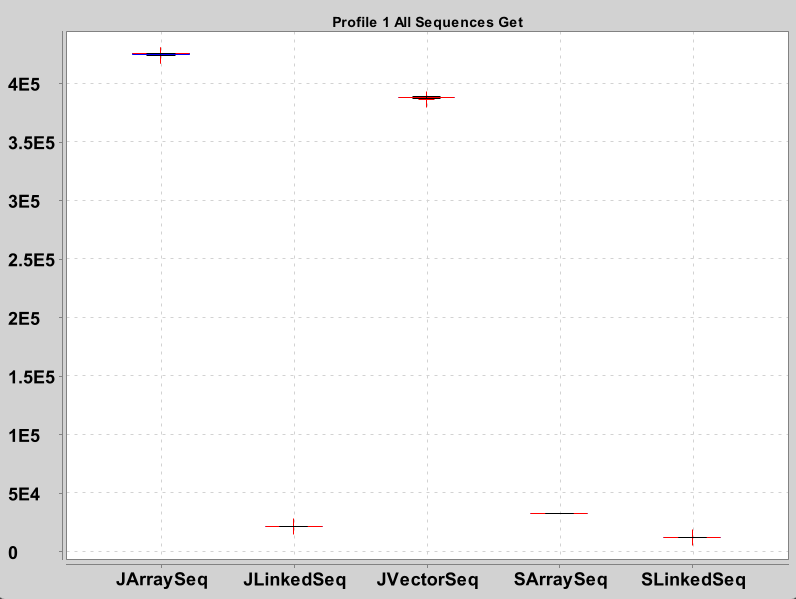 Profile 1 All Sequences Get
4E5
3.5E5
3E5
2.5E5
2E5
1.5E5
1E5
5E4
0
JArraySeq JLinkedSeq JVectorSeq SArraySeq SLinkedSeq